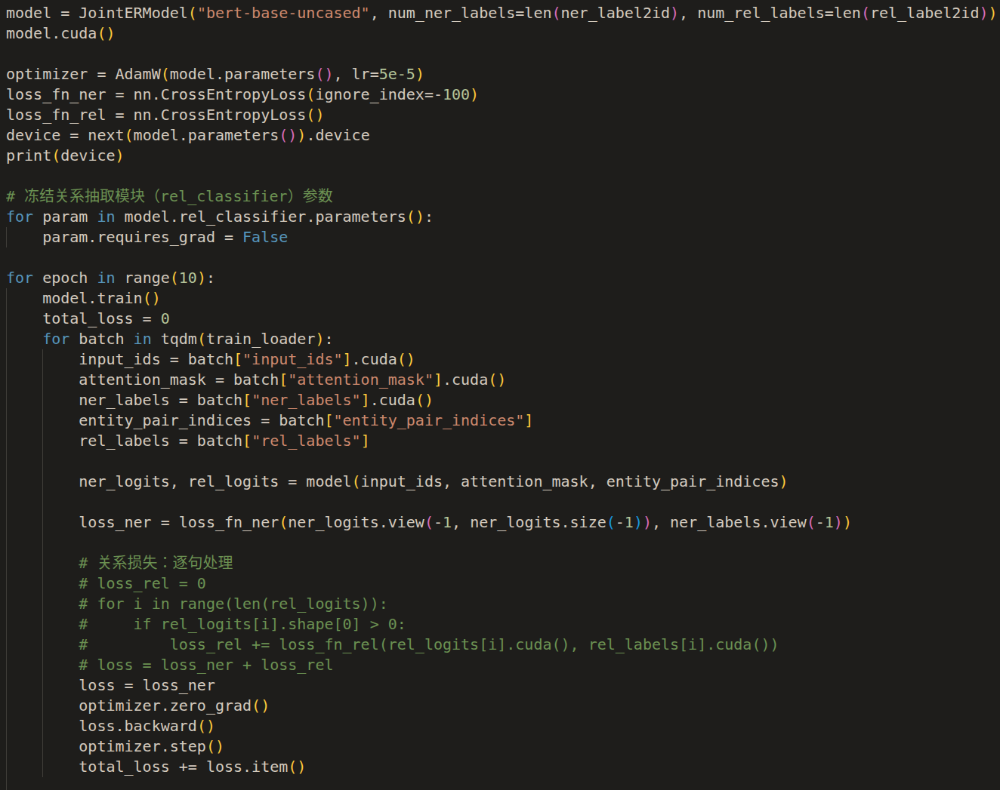 model = JointERModel("bert-base-uncased", num_ner_labels=len(ner_label2id), num_rel_labels=len(rel_label2id))
model.cuda()

optimizer = AdamW(model.parameters(), lr=5e-5)
loss_fn_ner = nn.CrossEntropyLoss(ignore_index=-100)
loss_fn_rel = nn.CrossEntropyLoss()
device = next(model.parameters()).device
print(device)

# 冻结关系抽取模块（rel_classifier）参数
for param in model.rel_classifier.parameters():
    param.requires_grad = False

for epoch in range(10):
    model.train()
    total_loss = 0
    for batch in tqdm(train_loader):
        input_ids = batch["input_ids"].cuda()
        attention_mask = batch["attention_mask"].cuda()
        ner_labels = batch["ner_labels"].cuda()
        entity_pair_indices = batch["entity_pair_indices"]
        rel_labels = batch["rel_labels"]

        ner_logits, rel_logits = model(input_ids, attention_mask, entity_pair_indices)

        loss_ner = loss_fn_ner(ner_logits.view(-1, ner_logits.size(-1)), ner_labels.view(-1))

        # 关系损失：逐句处理
        # loss_rel = 0
        # for i in range(len(rel_logits)):
        #     if rel_logits[i].shape[0] > 0:
        #         loss_rel += loss_fn_rel(rel_logits[i].cuda(), rel_labels[i].cuda())
        # loss = loss_ner + loss_rel
        loss = loss_ner
        optimizer.zero_grad()
        loss.backward()
        optimizer.step()
        total_loss += loss.item()